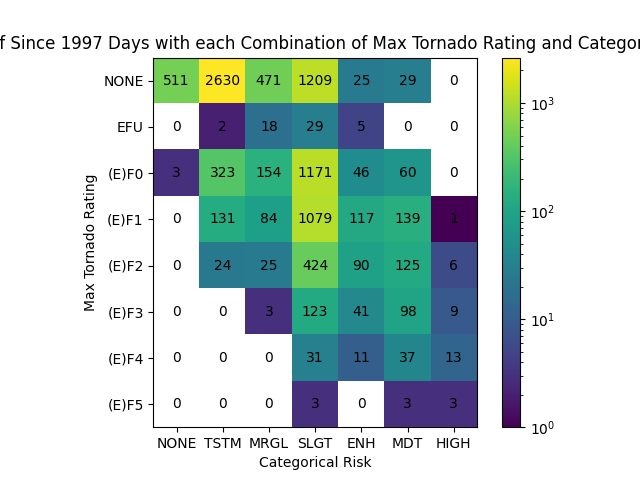 f Since 1997 Days with each Combination of Max Tornado Rating and Categor
NONE 511 2630 471 1209 25 29 0
EFU 0 2 18 29 5 0 0
(E)F0 3 323 154 1171 46 60 0
(E)F1 0 131 84 1079 117 139 1
(E)F2 0 24 25 424 90 125 6
(E)F3 0 0 3 123 41 98 9
(E)F4 0 0 0 31 11 37 13
(E)F5 0 0 0 3 0 3 3
NONE TSTM MRGL SLGT ENH MDT HIGH
Categorical Risk
Max Tornado Rating
10³
10²
10¹
10⁰